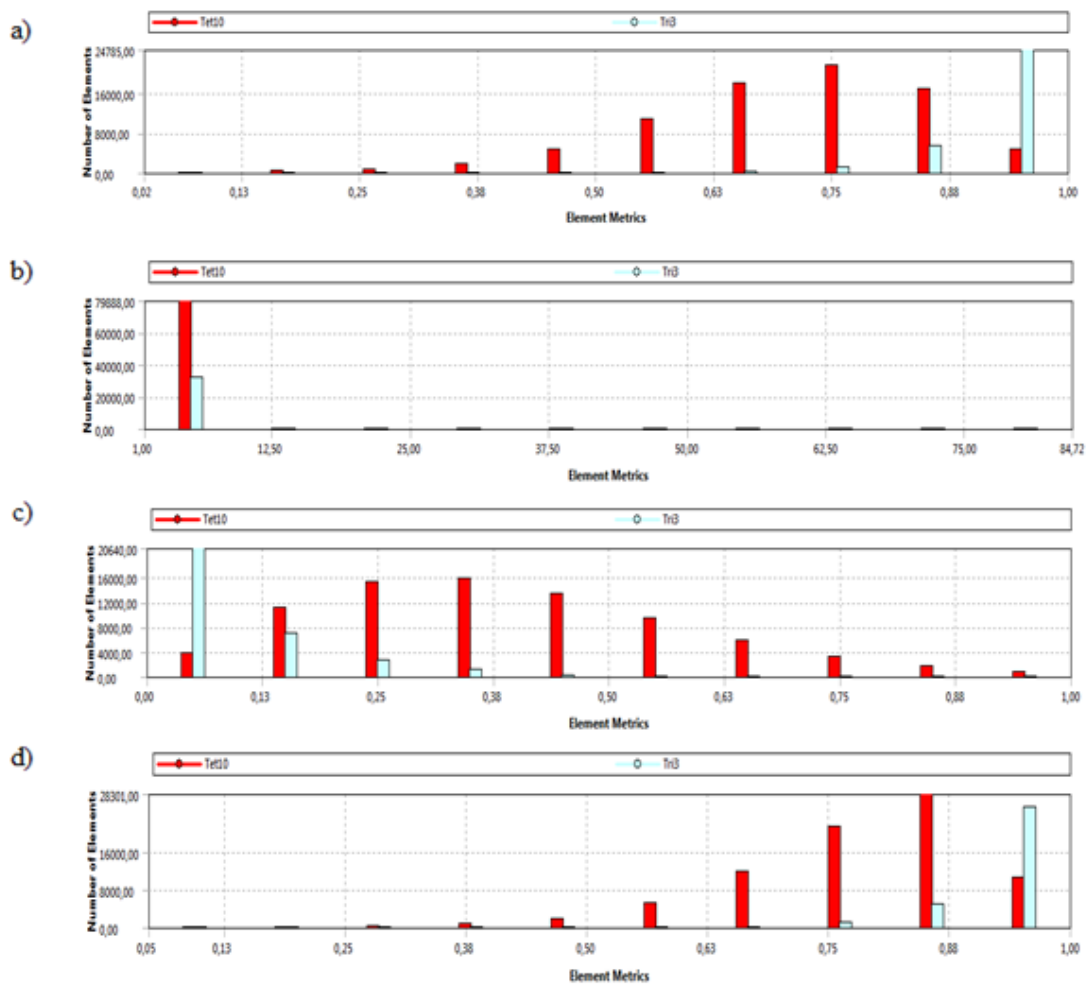 a)
Tet10 Tri3
Number of Elements
24785,00
16000,00
8000,00
0,00
0,02 0,13 0,25 0,38 0,50 0,63 0,75 0,88 1,00
Element Metrics
b)
Tet10 Tri3
Number of Elements
79888,00
60000,00
40000,00
20000,00
0,00
1,00 12,50 25,00 37,50 50,00 62,50 75,00 84,72
Element Metrics
c)
Tet10 Tri3
Number of Elements
20640,00
16000,00
12000,00
8000,00
4000,00
0,00
0,00 0,13 0,25 0,38 0,50 0,63 0,75 0,88 1,00
Element Metrics
d)
Tet10 Tri3
Number of Elements
28301,00
16000,00
8000,00
0,00
0,05 0,13 0,25 0,38 0,50 0,63 0,75 0,88 1,00
Element Metrics